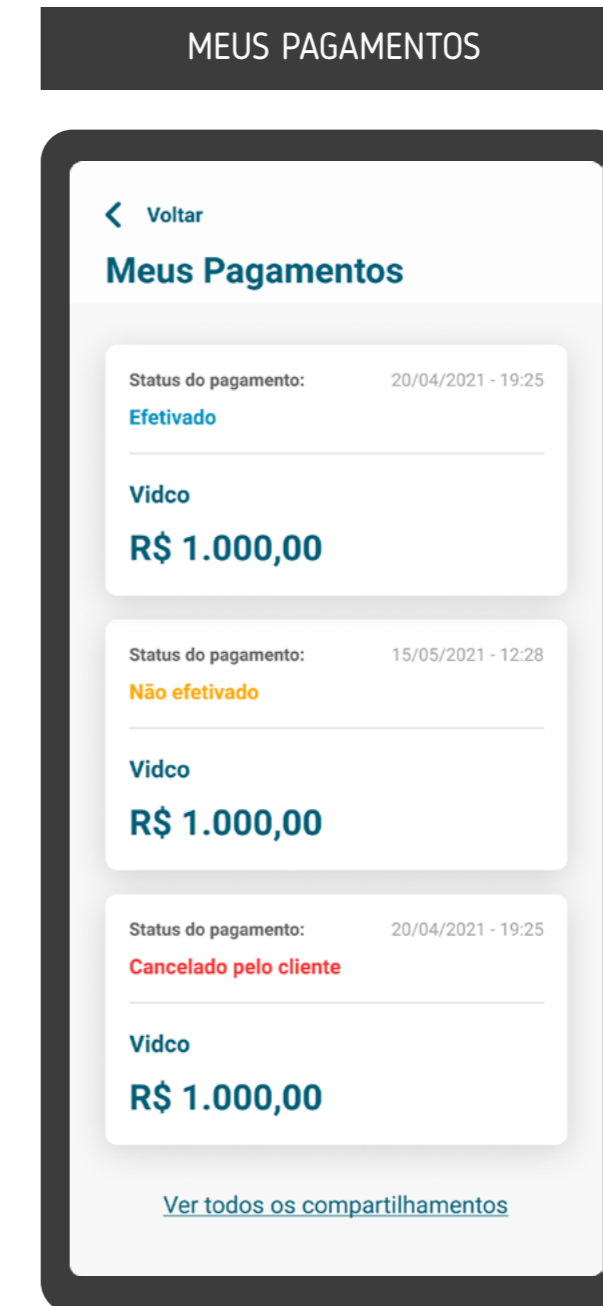 MEUS PAGAMENTOS
Voltar
Meus Pagamentos
Status do pagamento: 20/04/2021 - 19:25
Efetivado
Vidco
R$ 1.000,00
Status do pagamento: 15/05/2021 - 12:28
Não efetivado
Vidco
R$ 1.000,00
Status do pagamento: 20/04/2021 - 19:25
Cancelado pelo cliente
Vidco
R$ 1.000,00
Ver todos os compartilhamentos